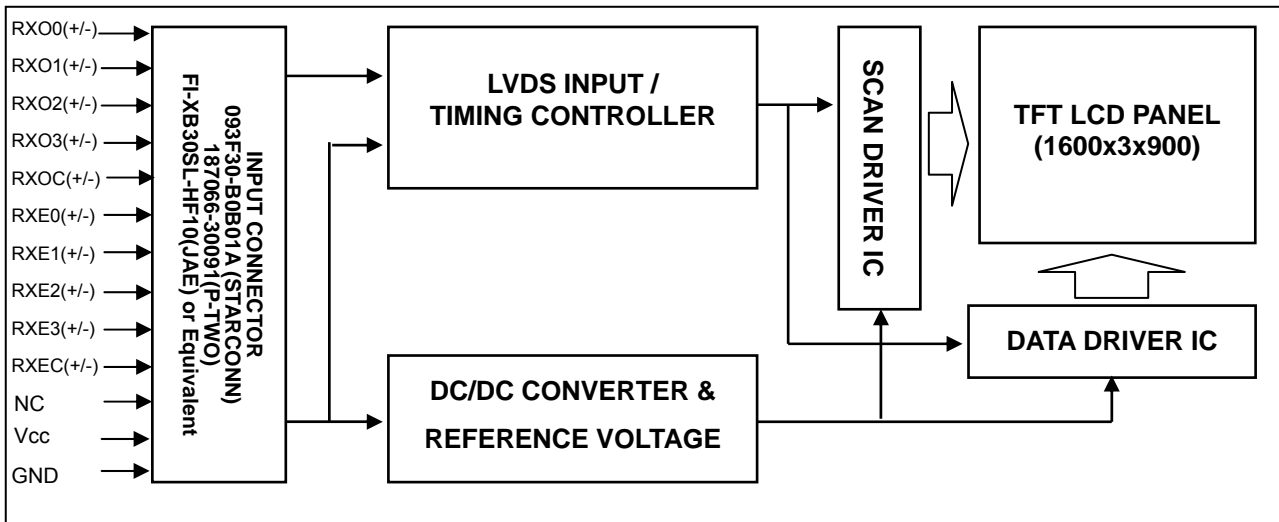 RXO0(+/-)
RXO1(+/-)
RXO2(+/-)
RXO3(+/-)
RXOC(+/-)
RXE0(+/-)
RXE1(+/-)
RXE2(+/-)
RXE3(+/-)
RXEC(+/-)
NC
Vcc
GND
INPUT CONNECTOR
093F30-B0B01A (STARCONN)
187066-30091(P-TWO)
FI-XB30SL-HF10(JAE) or Equivalent
LVDS INPUT /
TIMING CONTROLLER
DC/DC CONVERTER &
REFERENCE VOLTAGE
SCAN DRIVER IC
TFT LCD PANEL
(1600x3x900)
DATA DRIVER IC